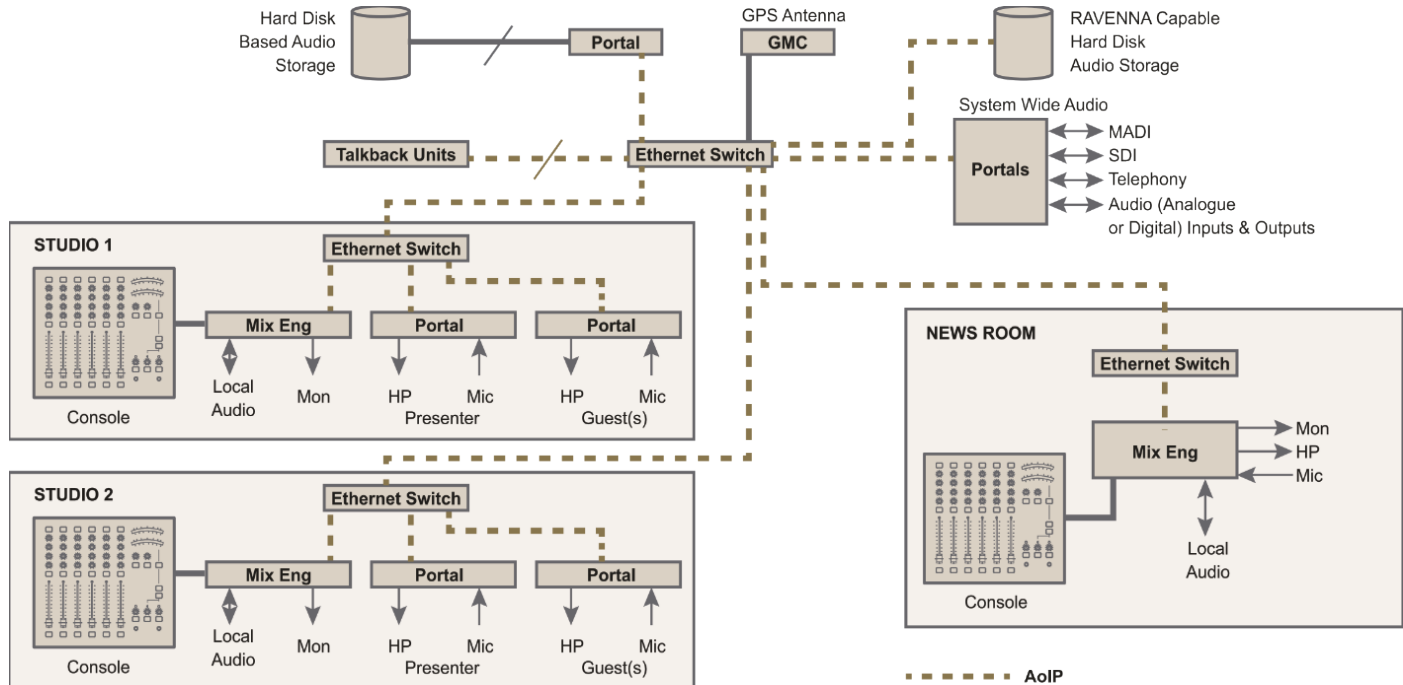 Hard Disk
Based Audio
Storage
Portal
GPS Antenna
GMC
RAVENNA Capable
Hard Disk
Audio Storage
System Wide Audio
Talkback Units
Ethernet Switch
Portals
MADI
SDI
Telephony
Audio (Analogue
or Digital) Inputs & Outputs
STUDIO 1
Ethernet Switch
Mix Eng
Portal
Portal
Local
Audio
Mon
HP
Mic
HP
Mic
Console
Presenter
Guest(s)
STUDIO 2
Ethernet Switch
Mix Eng
Portal
Portal
Local
Audio
Mon
HP
Mic
HP
Mic
Console
Presenter
Guest(s)
NEWS ROOM
Ethernet Switch
Mix Eng
Mon
HP
Mic
Local
Audio
Console
AoIP